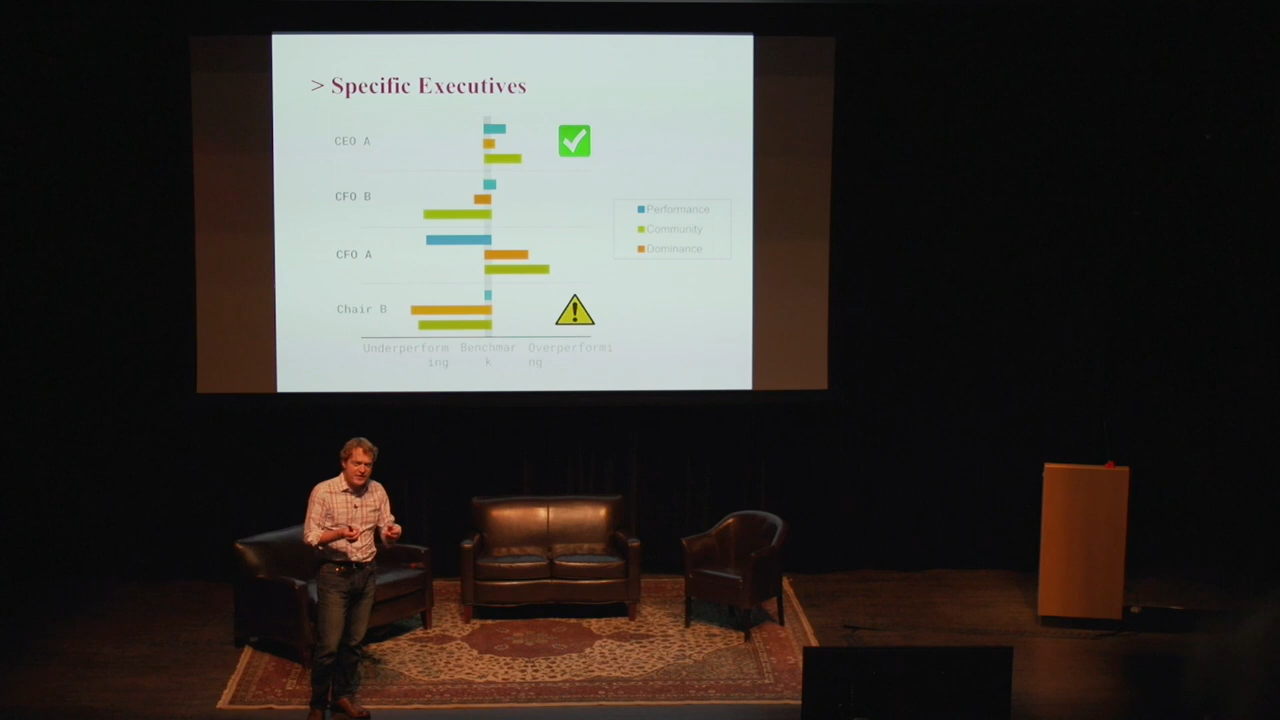 > Specific Executives
CEO A
CFO B
CFO A
Chair B
Performance
Community
Dominance
Underperform Benchmar Overperformi
ing k ng